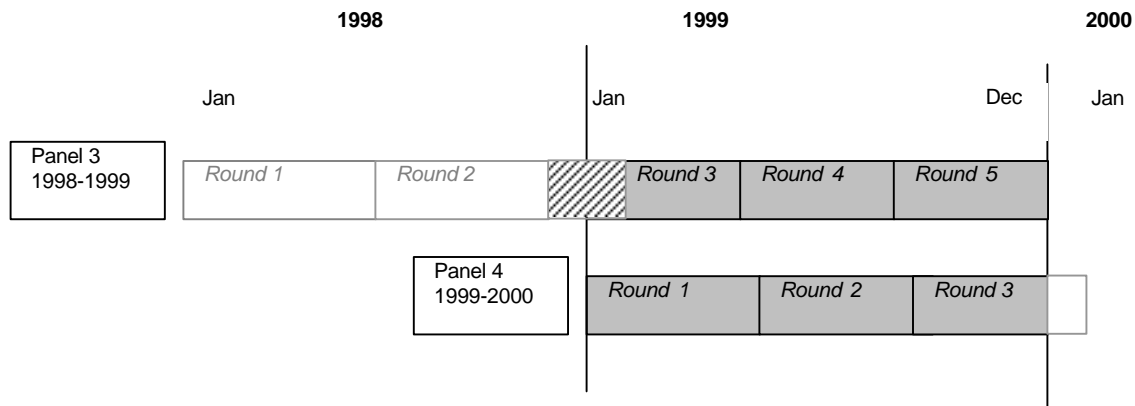 1998 1999 2000
Jan Jan Dec Jan
Panel 3
1998-1999
Round 1 Round 2 Round 3 Round 4 Round 5
Panel 4
1999-2000
Round 1 Round 2 Round 3